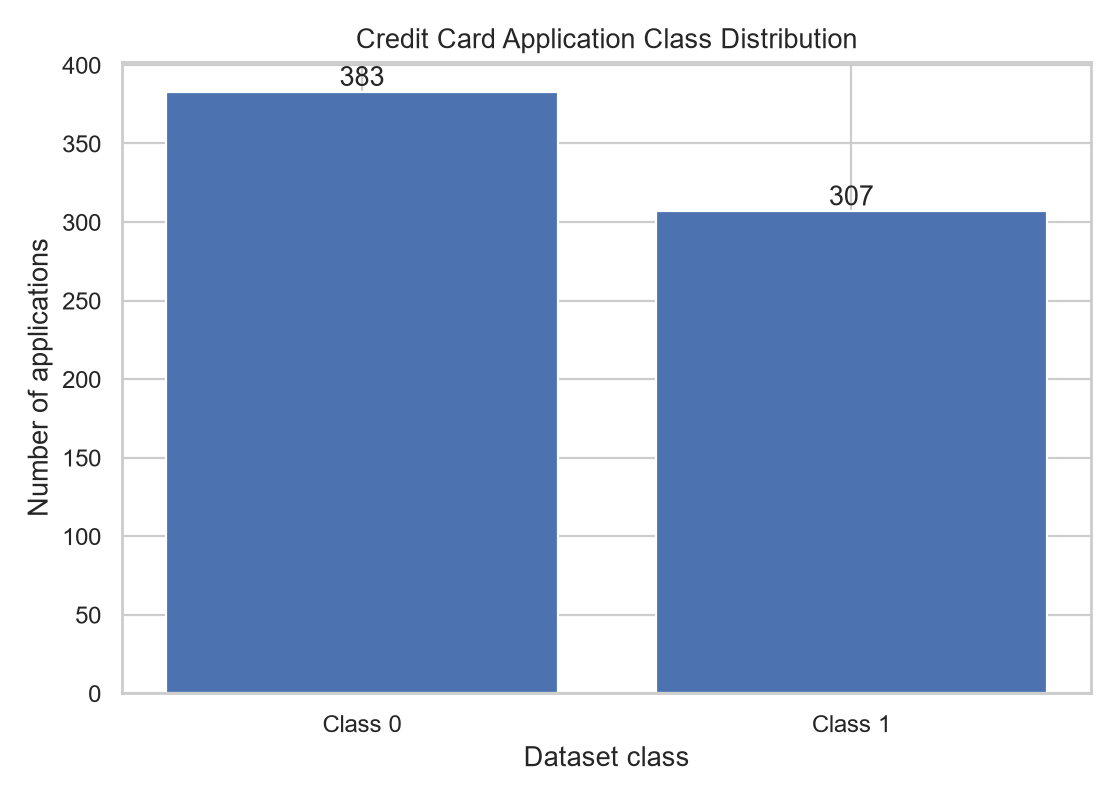 Credit Card Application Class Distribution
400
383
350
307
300
250
200
150
100
50
0
Number of applications
Class 0
Class 1
Dataset class